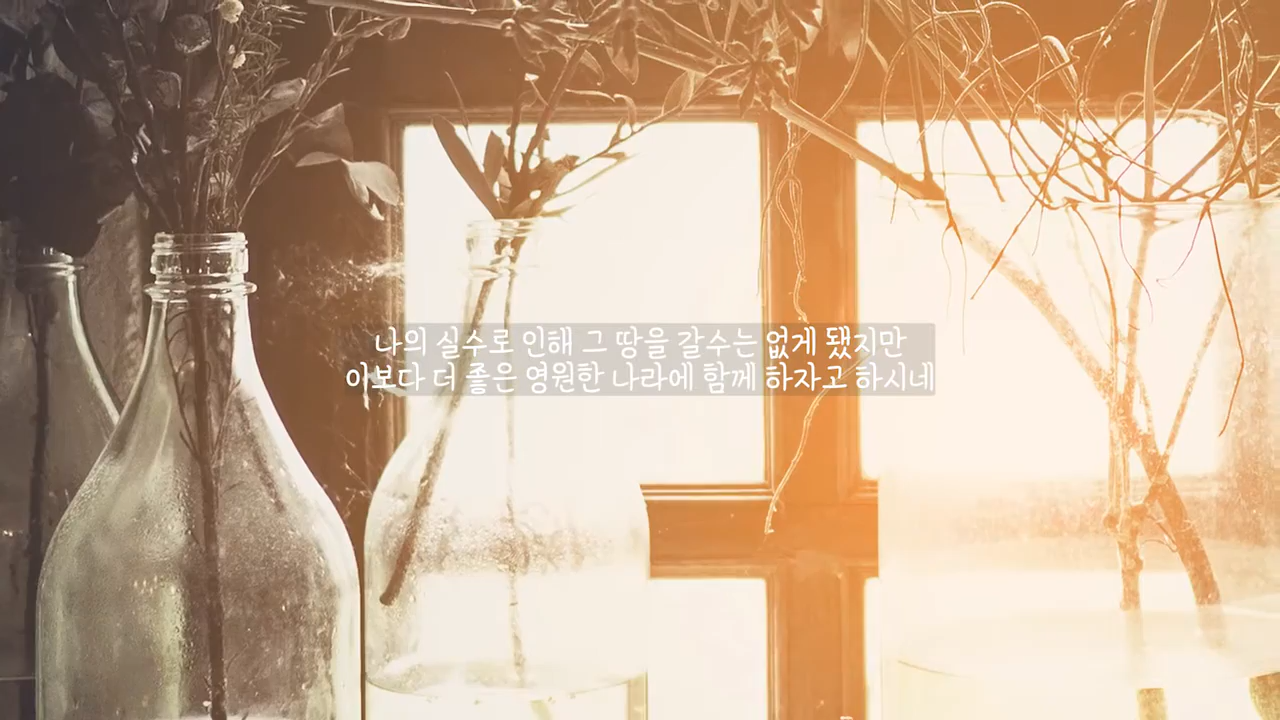 나의 실수로 인해 그 땅을 갈수는 없게 됐지만
이보다 더 좋은 영원한 나라에 함께 하자고 하시네